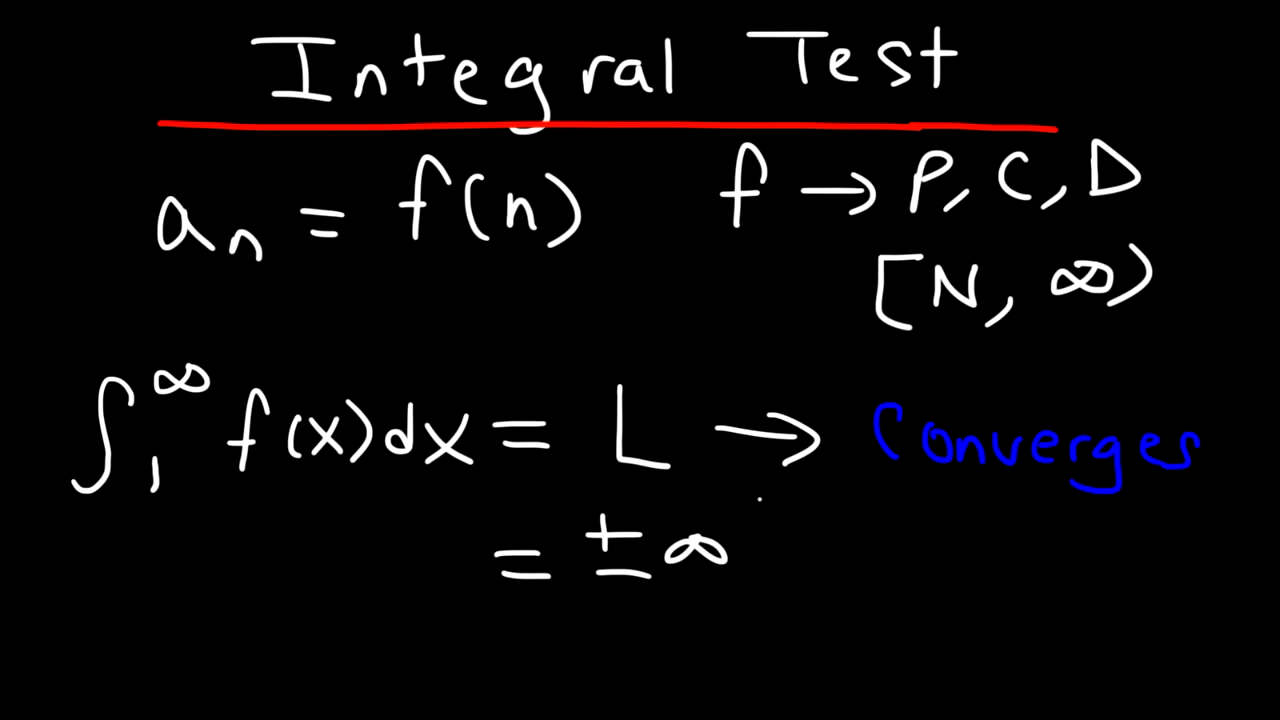 Integral Test
aₙ = f(n) f → P, C, D
[N, ∞)
∫₁^∞ f(x)dx = L → Converges
= ±∞